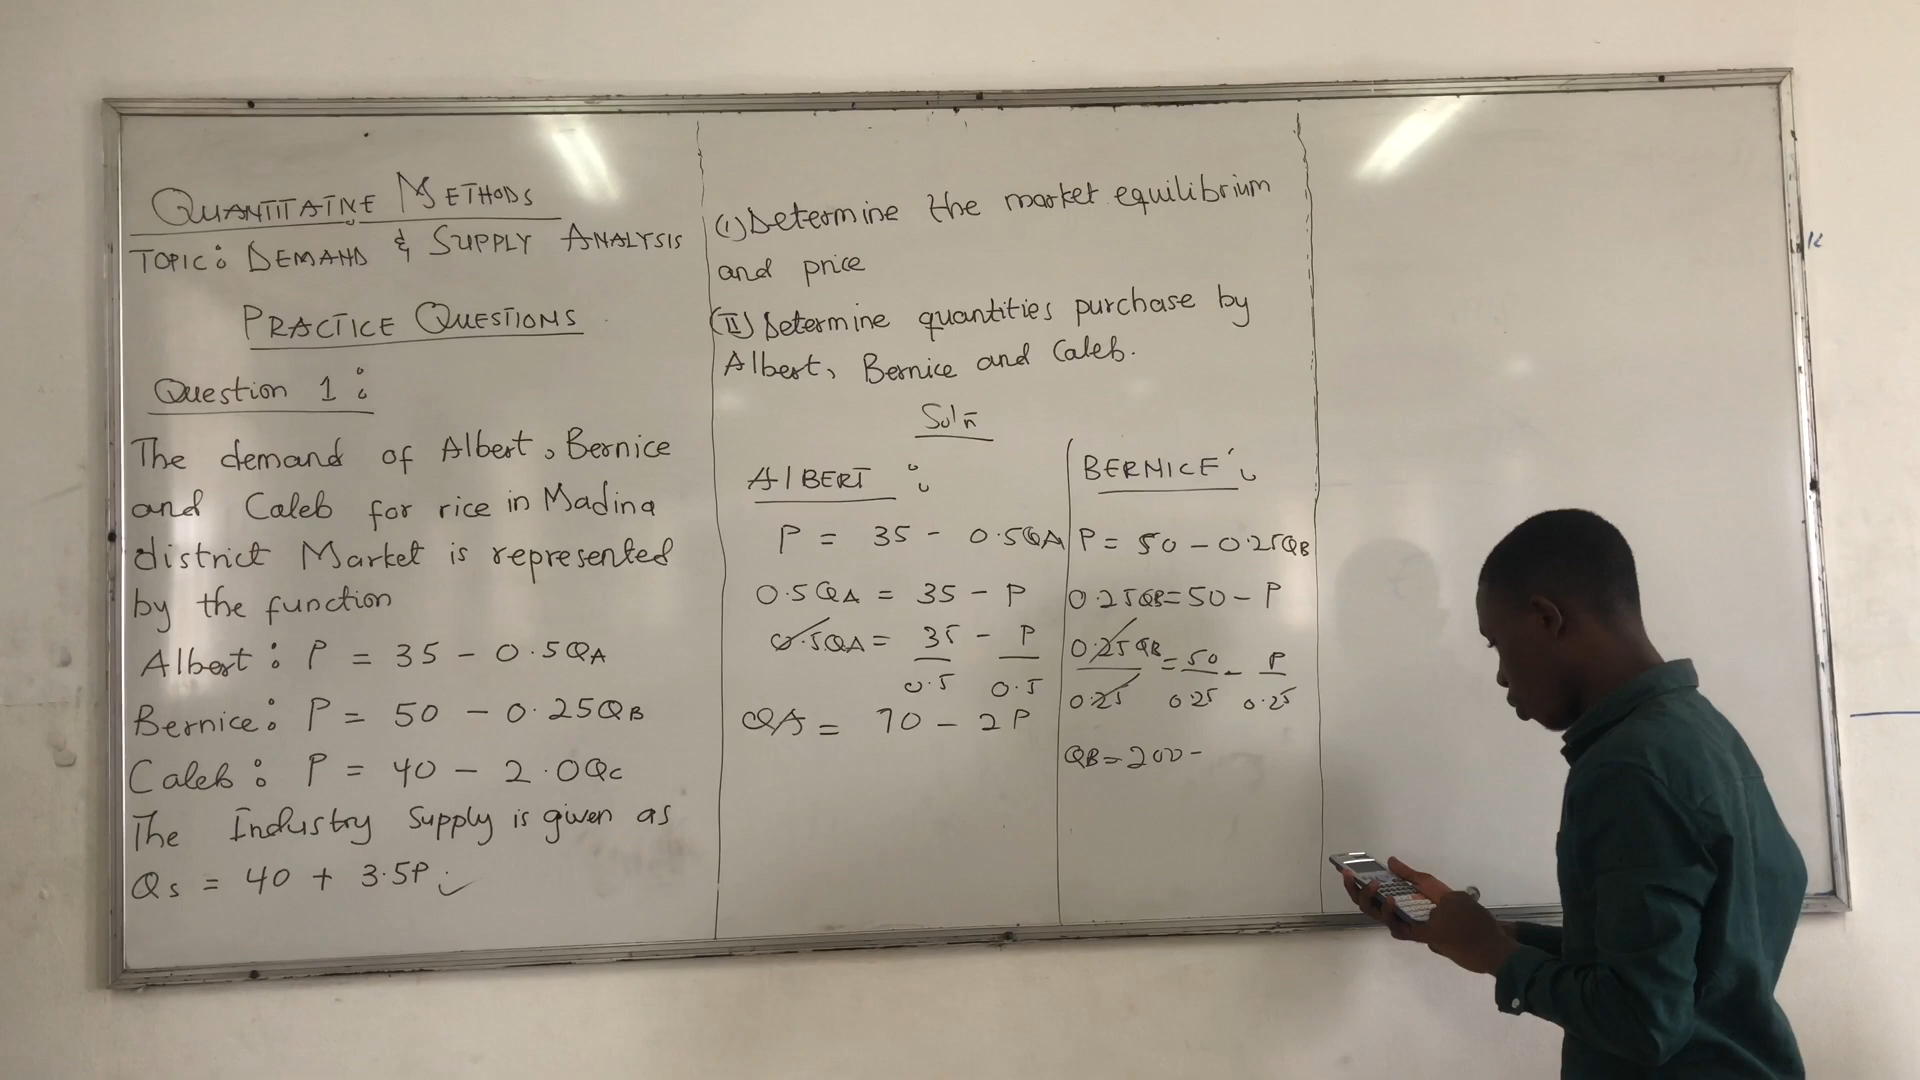 QUANTITATIVE METHODS
TOPIC: DEMAND & SUPPLY ANALYSIS
PRACTICE QUESTIONS
Question 1:
The demand of Albert, Bernice
and Caleb for rice in Madina
district Market is represented
by the function
Albert: P = 35 - 0.5QA
Bernice: P = 50 - 0.25QB
Caleb: P = 40 - 2.0Qc
The Industry Supply is given as
Qs = 40 + 3.5P
(I) Determine the market equilibrium
and price
(II) Determine quantities purchase by
Albert, Bernice and Caleb.
Soln
ALBERT:
P = 35 - 0.5QA
0.5QA = 35 - P
0.5QA = 35 - P
0.5 0.5
QA = 70 - 2P
BERNICE:
P = 50 - 0.25QB
0.25QB = 50 - P
0.25QB = 50 - P
0.25 0.25 0.25
QB = 200 -